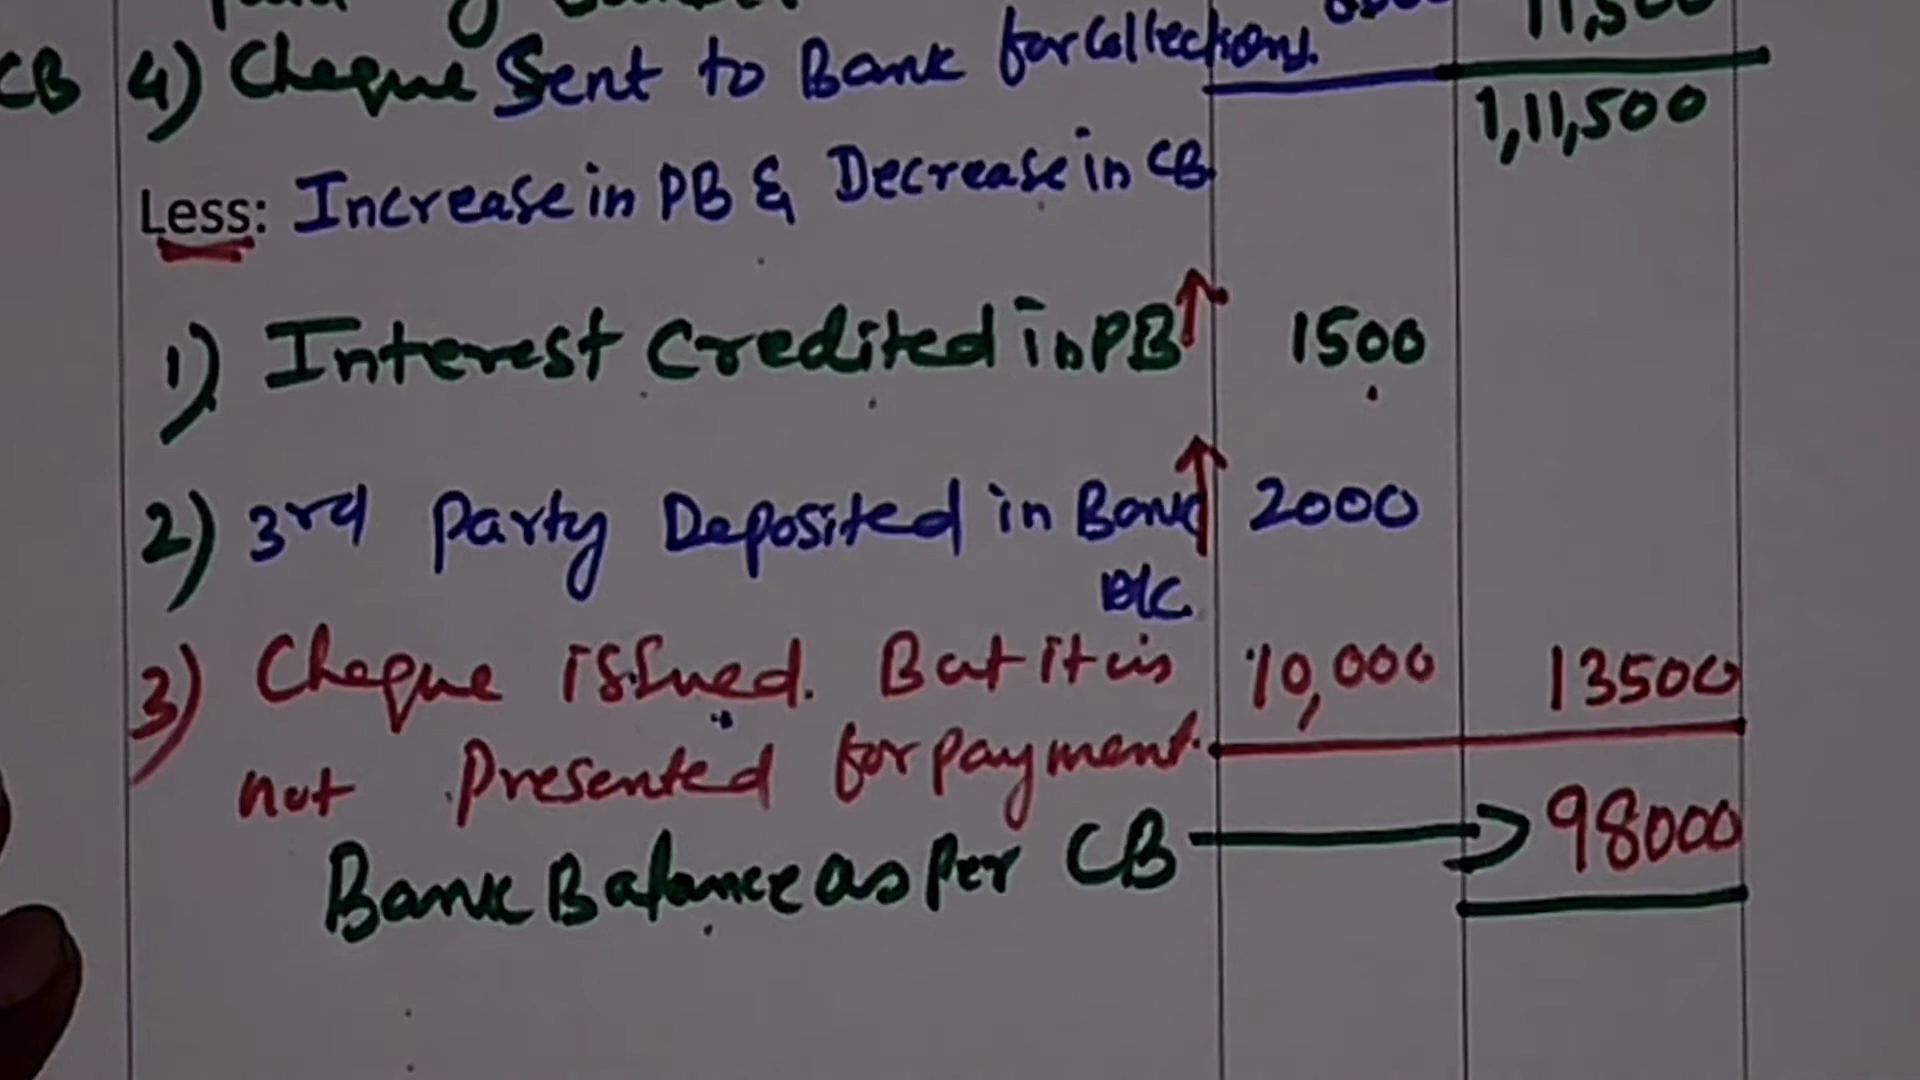 11,500
CB 4) Cheque Sent to Bank for Collections.
1,11,500
Less: Increase in PB & Decrease in CB
1) Interest Credited in PB ↑ 1500
2) 3rd Party Deposited in Bank ↑ 2000
3) Cheque issued. But it is 10,000 13500
not Presented for payment.
Bank Balance as Per CB → 98000